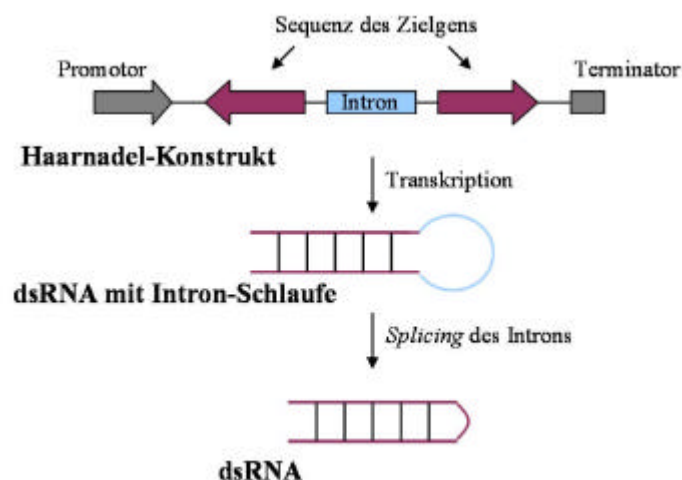 Sequenz des Zielgens
Promotor
Terminator
Intron
Haarnadel-Konstrukt
Transkription
dsRNA mit Intron-Schlaufe
Splicing des Introns
dsRNA